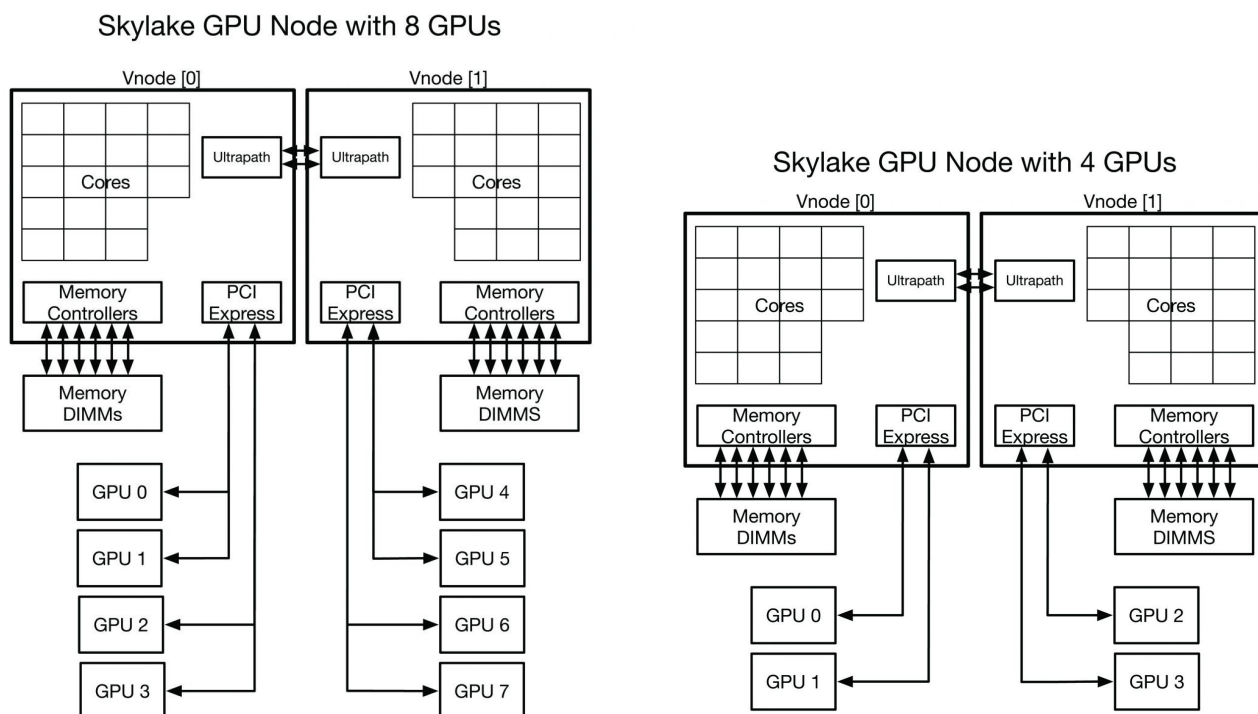 Skylake GPU Node with 8 GPUs
Vnode [0]
Vnode [1]
Cores
Ultrapath
Ultrapath
Cores
Memory
Controllers
PCI
Express
PCI
Express
Memory
Controllers
Memory
DIMMs
Memory
DIMMS
GPU 0
GPU 4
GPU 1
GPU 5
GPU 2
GPU 6
GPU 3
GPU 7
Skylake GPU Node with 4 GPUs
Vnode [0]
Vnode [1]
Cores
Ultrapath
Ultrapath
Cores
Memory
Controllers
PCI
Express
PCI
Express
Memory
Controllers
Memory
DIMMs
Memory
DIMMS
GPU 0
GPU 2
GPU 1
GPU 3